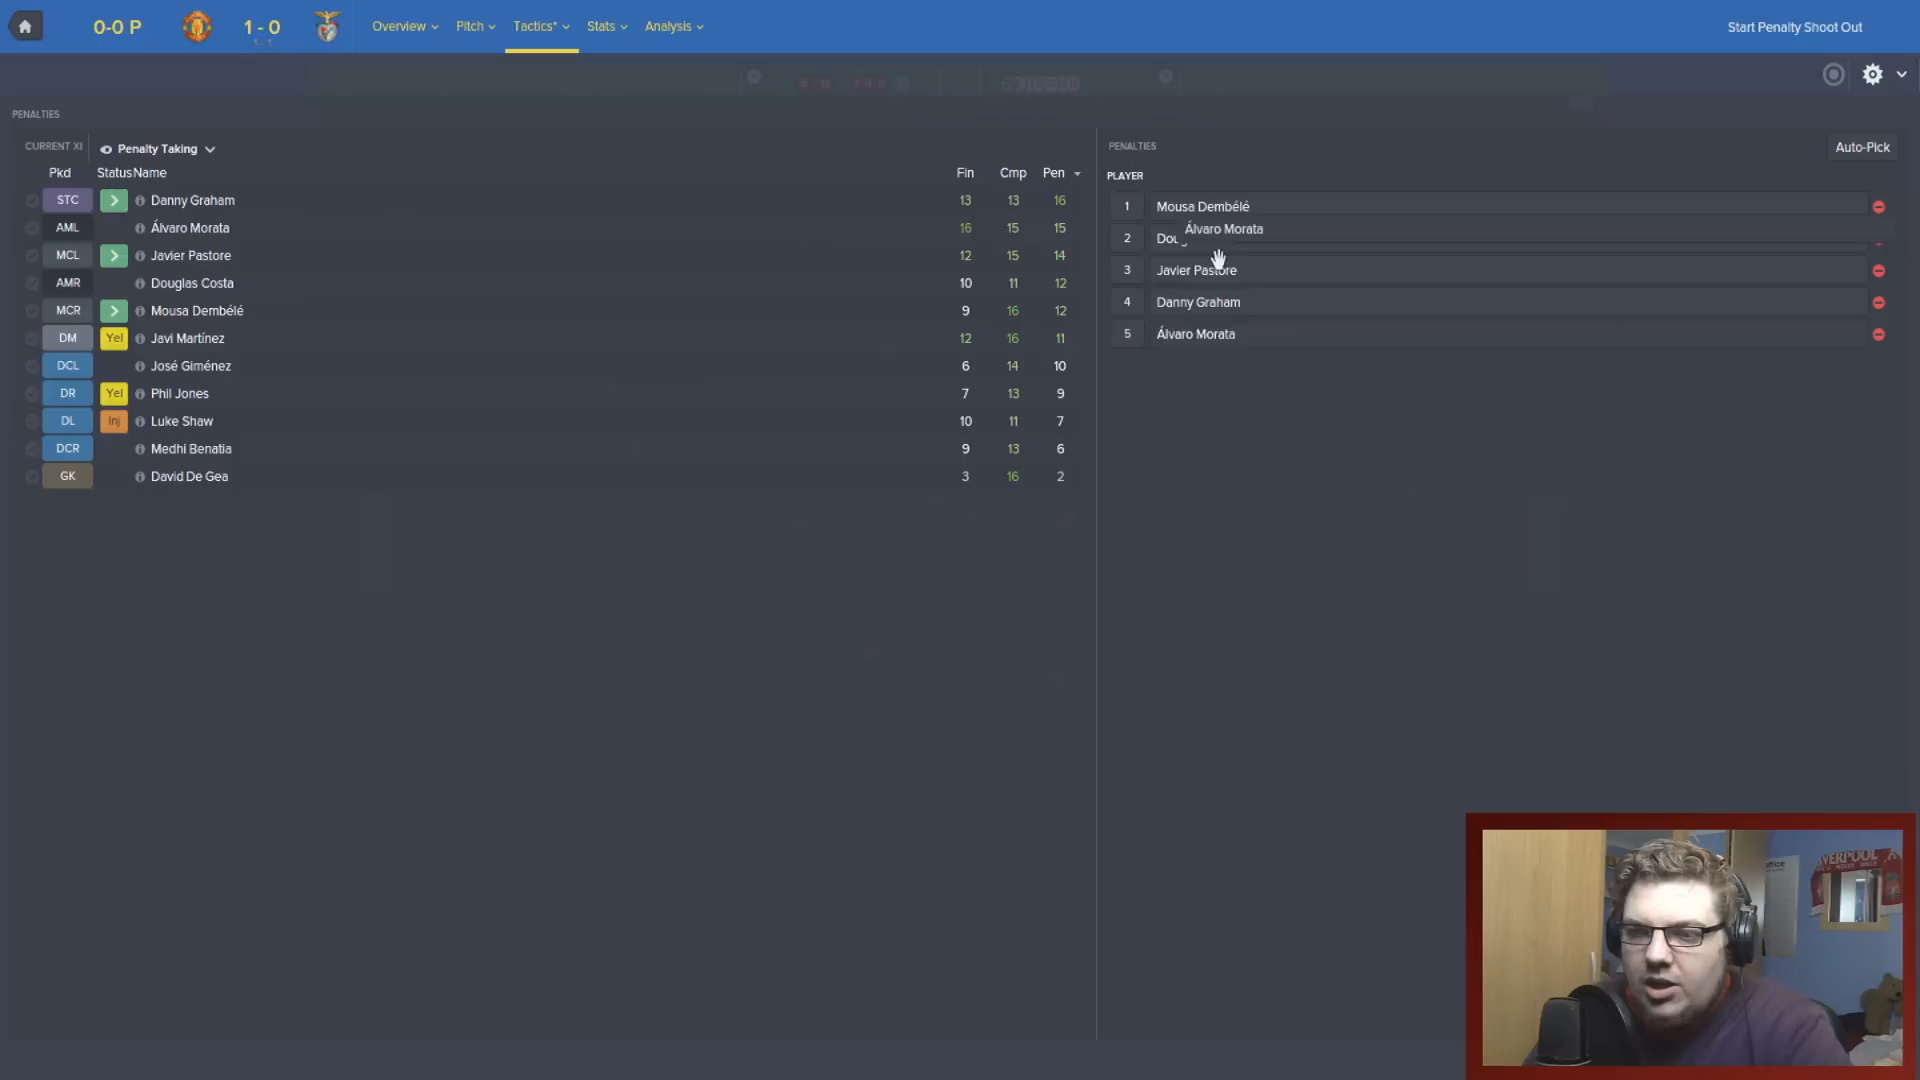 0-0 P 1 - 0 Overview Pitch Tactics* Stats Analysis Start Penalty Shoot Out
1 - 1
PENALTIES
CURRENT XI Penalty Taking
Pkd Status Name Fin Cmp Pen
STC Danny Graham 13 13 16
AML Álvaro Morata 16 15 15
MCL Javier Pastore 12 15 14
AMR Douglas Costa 10 11 12
MCR Mousa Dembélé 9 16 12
DM Yel Javi Martínez 12 16 11
DCL José Giménez 6 14 10
DR Yel Phil Jones 7 13 9
DL Inj Luke Shaw 10 11 7
DCR Medhi Benatia 9 13 6
GK David De Gea 3 16 2
PENALTIES Auto-Pick
PLAYER
1 Mousa Dembélé
Álvaro Morata
2
3 Javier Pastore
4 Danny Graham
5 Álvaro Morata